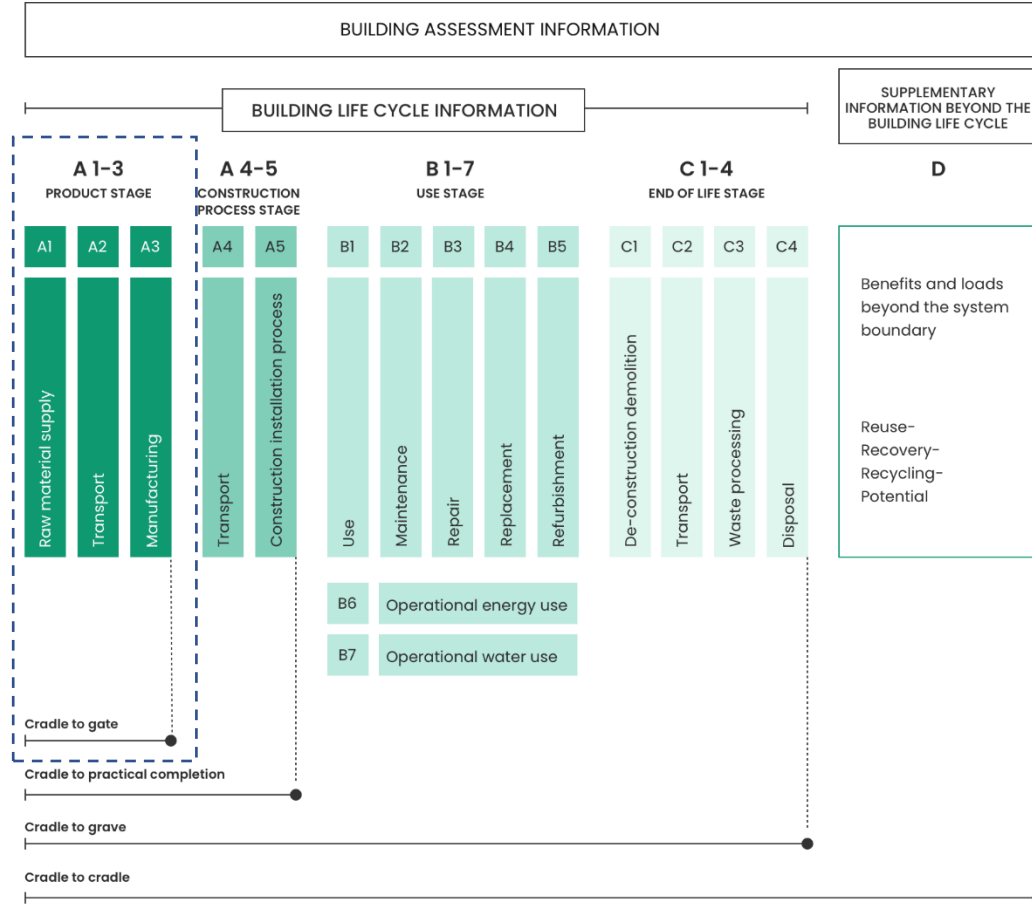 BUILDING ASSESSMENT INFORMATION
BUILDING LIFE CYCLE INFORMATION
SUPPLEMENTARY
INFORMATION BEYOND THE
BUILDING LIFE CYCLE
A 1-3
PRODUCT STAGE
A 4-5
CONSTRUCTION
PROCESS STAGE
B 1-7
USE STAGE
C 1-4
END OF LIFE STAGE
D
A1
A2
A3
A4
A5
B1
B2
B3
B4
B5
C1
C2
C3
C4
Raw material supply
Transport
Manufacturing
Transport
Construction installation process
Use
Maintenance
Repair
Replacement
Refurbishment
De-construction demolition
Transport
Waste processing
Disposal
Benefits and loads
beyond the system
boundary
Reuse-
Recovery-
Recycling-
Potential
B6
Operational energy use
B7
Operational water use
Cradle to gate
Cradle to practical completion
Cradle to grave
Cradle to cradle